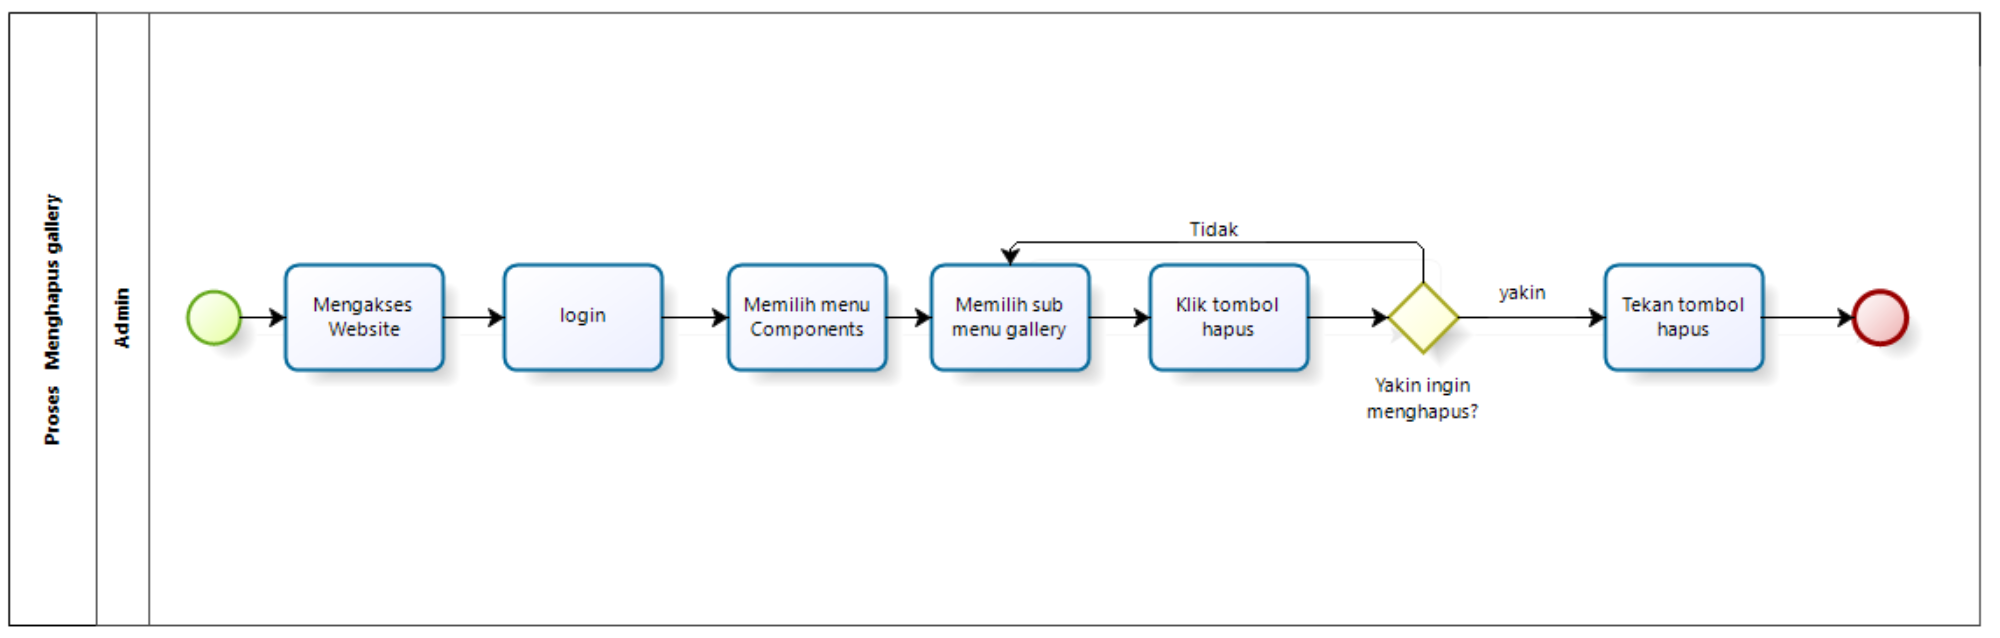 Proses Menghapus gallery
Admin
Mengakses
Website
login
Memilih menu
Components
Memilih sub
menu gallery
Klik tombol
hapus
Tidak
Yakin ingin
menghapus?
yakin
Tekan tombol
hapus